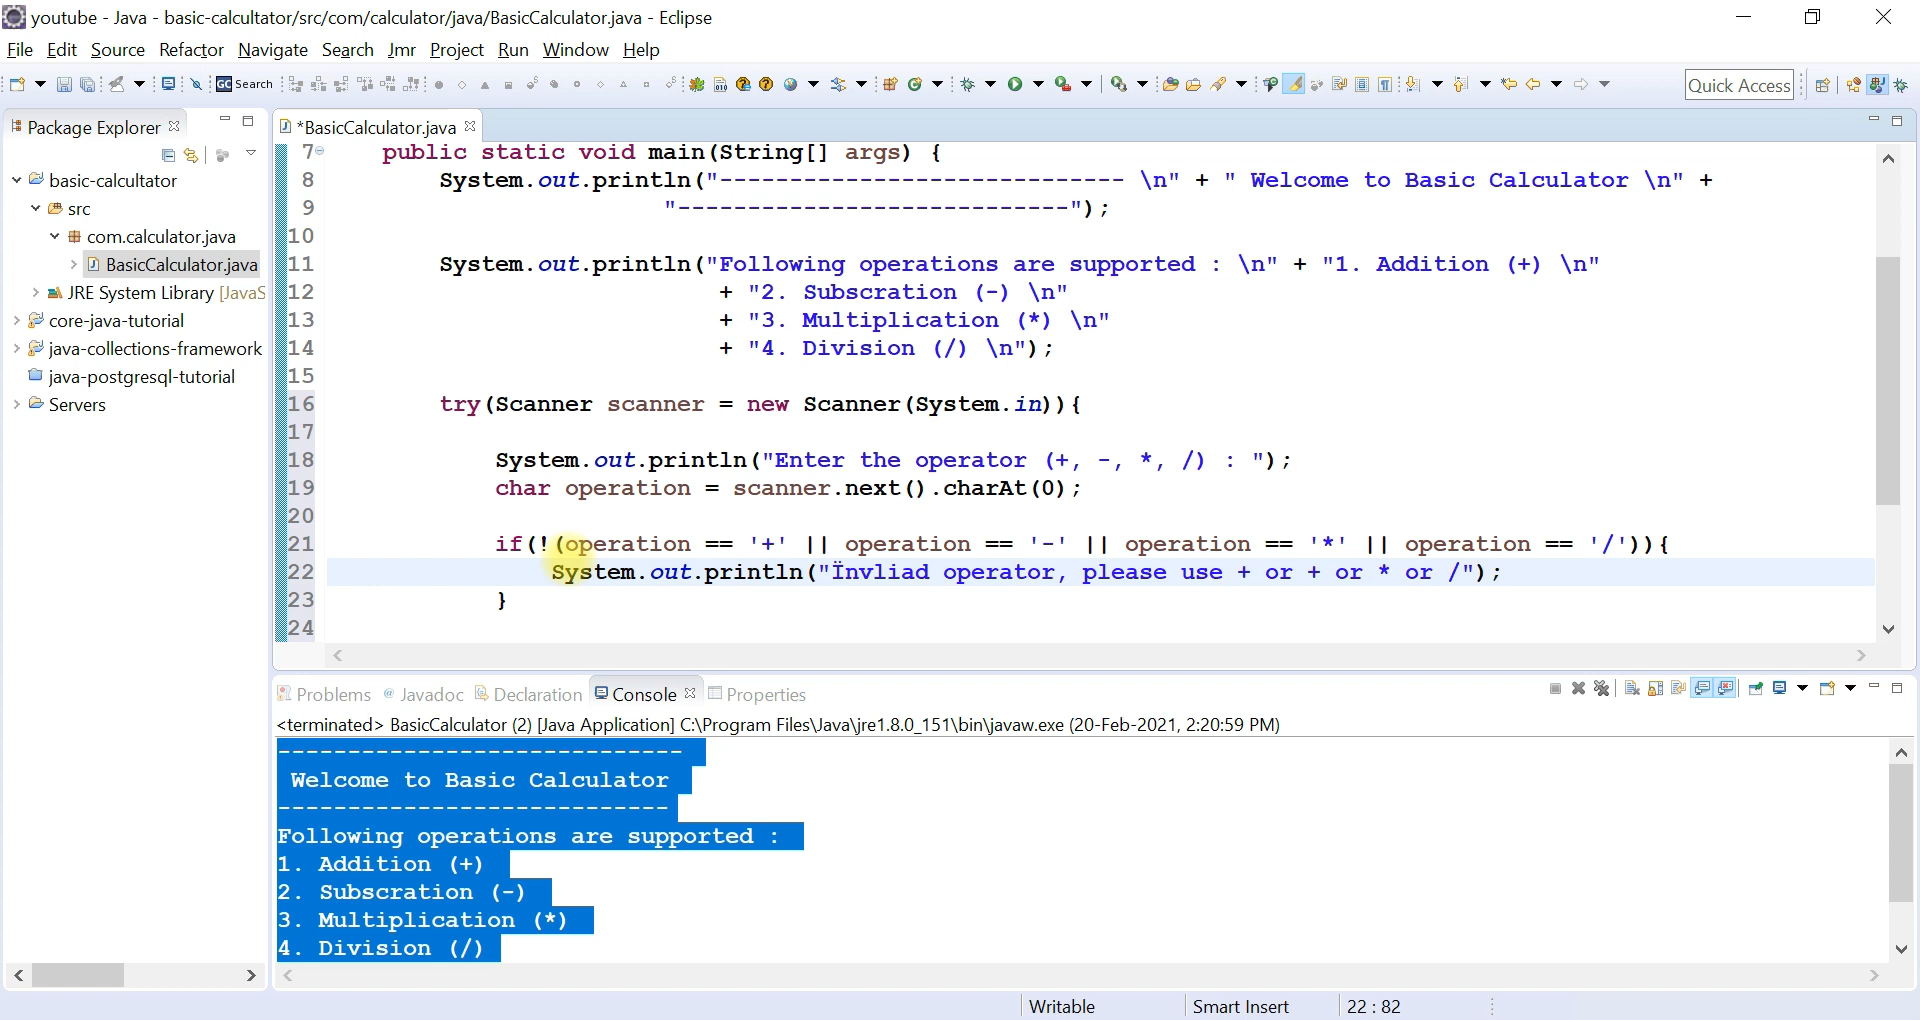 youtube - Java - basic-calcultator/src/com/calculator/java/BasicCalculator.java - Eclipse
File Edit Source Refactor Navigate Search Jmr Project Run Window Help
GC Search Quick Access
Package Explorer
basic-calcultator
src
com.calculator.java
BasicCalculator.java
JRE System Library [JavaS
core-java-tutorial
java-collections-framework
java-postgresql-tutorial
Servers
*BasicCalculator.java
7 public static void main(String[] args) {
8 System.out.println("----------------------------- \n" + " Welcome to Basic Calculator \n" +
9 "----------------------------");
10
11 System.out.println("Following operations are supported : \n" + "1. Addition (+) \n"
12 + "2. Subscration (-) \n"
13 + "3. Multiplication (*) \n"
14 + "4. Division (/) \n");
15
16 try(Scanner scanner = new Scanner(System.in)){
17
18 System.out.println("Enter the operator (+, -, *, /) : ");
19 char operation = scanner.next().charAt(0);
20
21 if(!(operation == '+' || operation == '-' || operation == '*' || operation == '/')){
22 System.out.println("Invliad operator, please use + or + or * or /");
23 }
24
Problems Javadoc Declaration Console Properties
<terminated> BasicCalculator (2) [Java Application] C:\Program Files\Java\jre1.8.0_151\bin\javaw.exe (20-Feb-2021, 2:20:59 PM)
-----------------------------
Welcome to Basic Calculator
----------------------------
Following operations are supported :
1. Addition (+)
2. Subscration (-)
3. Multiplication (*)
4. Division (/)
Writable Smart Insert 22 : 82